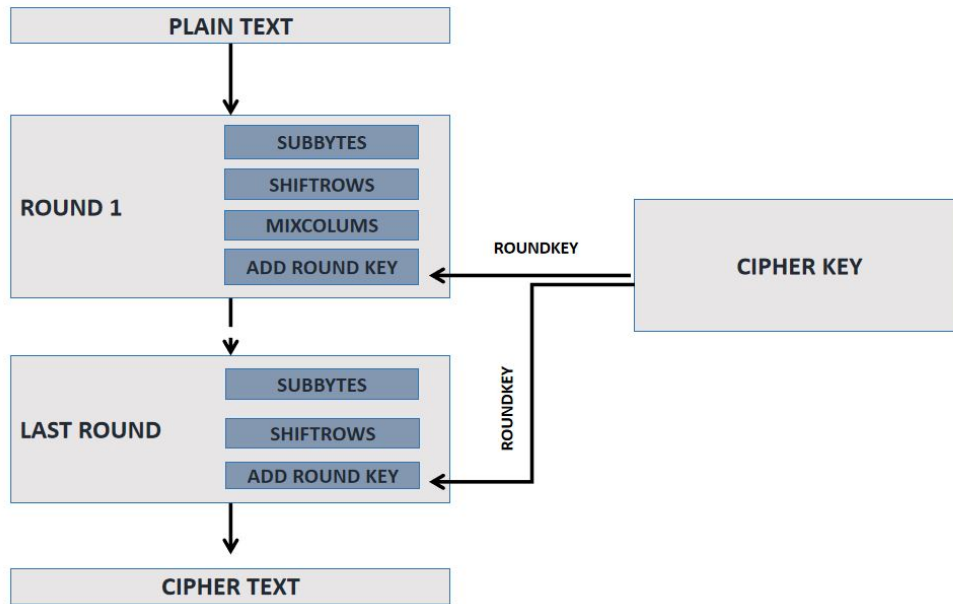 PLAIN TEXT
ROUND 1
SUBBYTES
SHIFTROWS
MIXCOLUMS
ADD ROUND KEY
ROUNDKEY
CIPHER KEY
LAST ROUND
SUBBYTES
SHIFTROWS
ADD ROUND KEY
ROUNDKEY
CIPHER TEXT